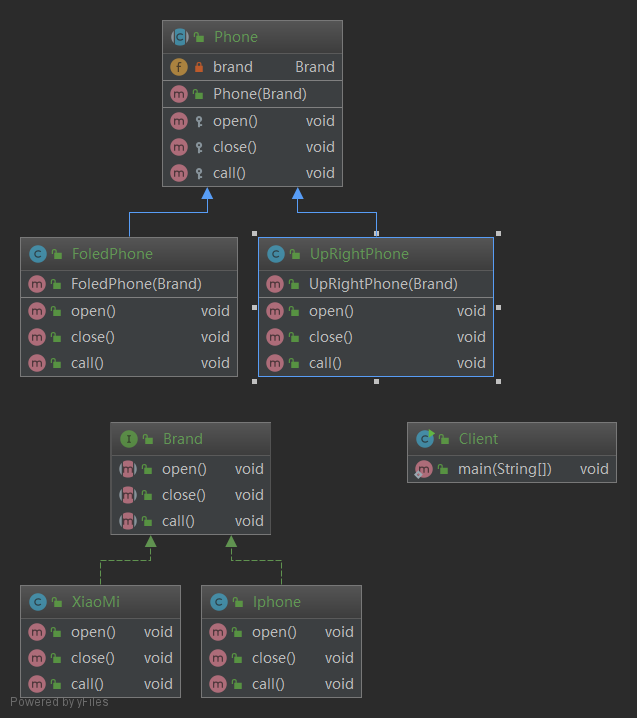 Phone
brand Brand
Phone(Brand)
open() void
close() void
call() void
FoledPhone
FoledPhone(Brand)
open() void
close() void
call() void
UpRightPhone
UpRightPhone(Brand)
open() void
close() void
call() void
Brand
open() void
close() void
call() void
Client
main(String[]) void
XiaoMi
open() void
close() void
call() void
Iphone
open() void
close() void
call() void
Powered by yFiles